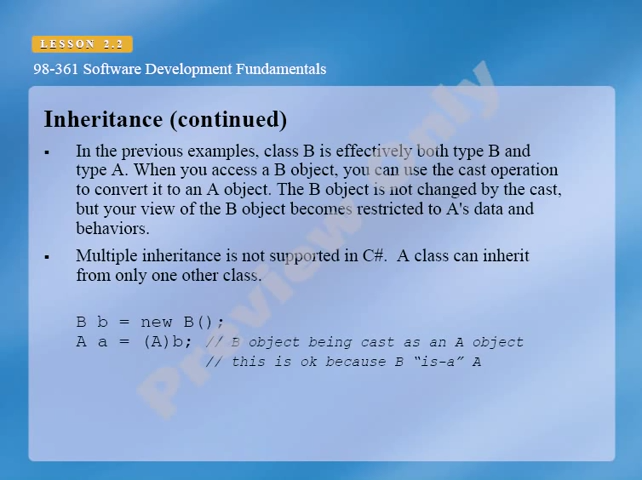 LESSON 2.2
98-361 Software Development Fundamentals
Inheritance (continued)
▪ In the previous examples, class B is effectively both type B and
type A. When you access a B object, you can use the cast operation
to convert it to an A object. The B object is not changed by the cast,
but your view of the B object becomes restricted to A's data and
behaviors.
▪ Multiple inheritance is not supported in C#.  A class can inherit
from only one other class.
B b = new B();
A a = (A)b; // B object being cast as an A object
// this is ok because B “is-a” A
Preview Only